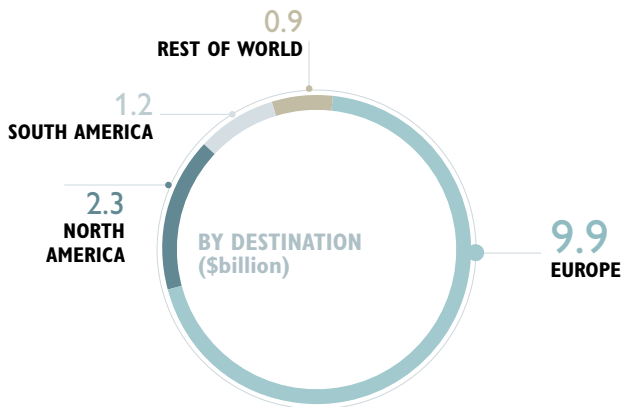 0.9
REST OF WORLD
1.2
SOUTH AMERICA
2.3
NORTH
AMERICA
BY DESTINATION
($billion)
9.9
EUROPE